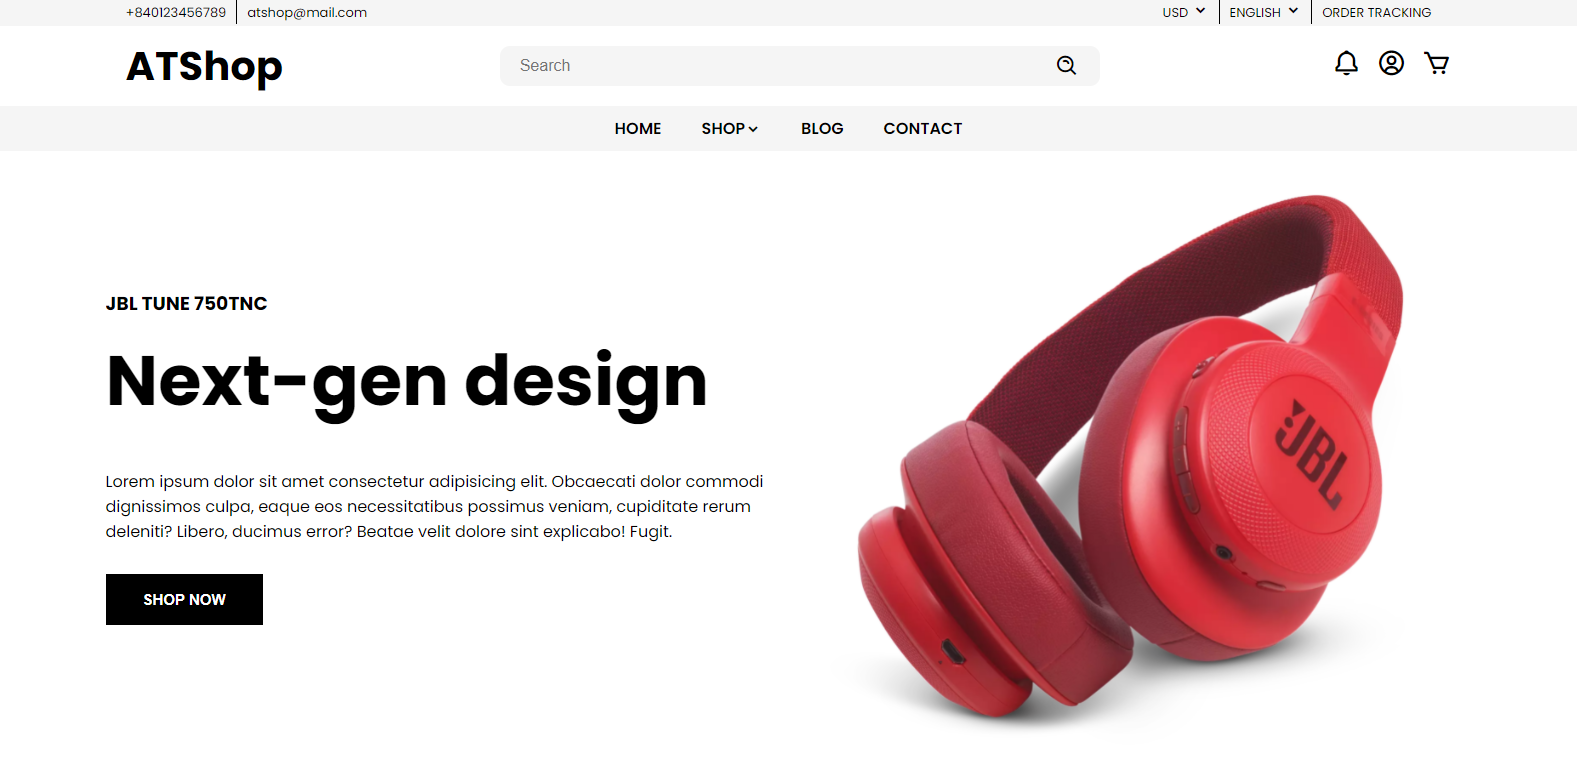 +840123456789 atshop@mail.com USD ENGLISH ORDER TRACKING
ATShop Search
HOME SHOP BLOG CONTACT
JBL TUNE 750TNC
Next-gen design
Lorem ipsum dolor sit amet consectetur adipisicing elit. Obcaecati dolor commodi
dignissimos culpa, eaque eos necessitatibus possimus veniam, cupiditate rerum
deleniti? Libero, ducimus error? Beatae velit dolore sint explicabo! Fugit.
SHOP NOW
JBL